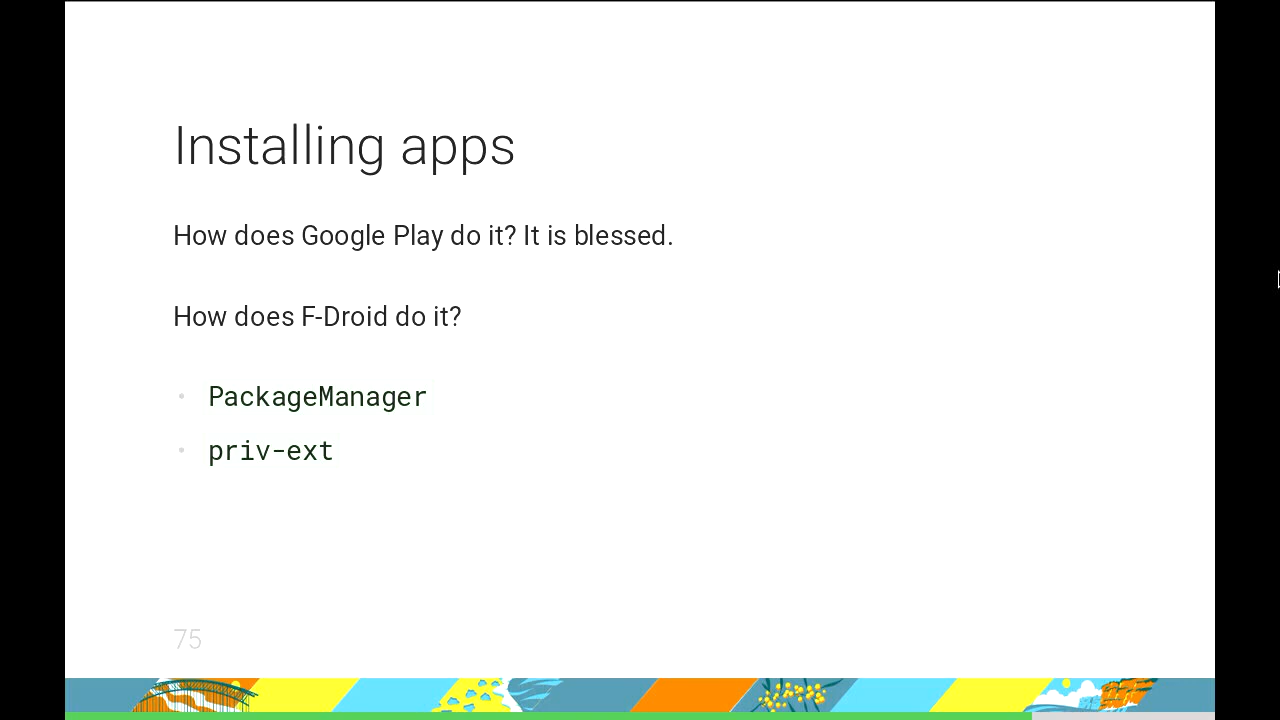 Installing apps
How does Google Play do it? It is blessed.
How does F-Droid do it?
• PackageManager
• priv-ext
75